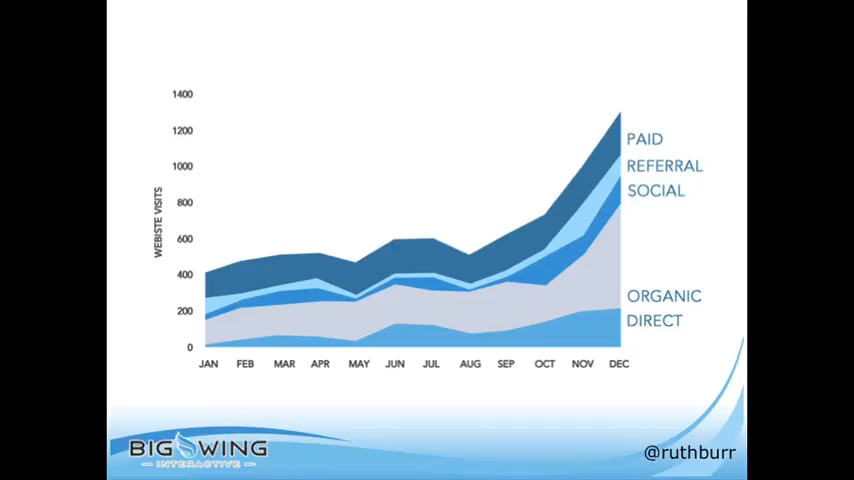 1400
1200
1000
800
600
400
200
0
WEBISTE VISITS
JAN FEB MAR APR MAY JUN JUL AUG SEP OCT NOV DEC
PAID
REFERRAL
SOCIAL
ORGANIC
DIRECT
BIG WING
INTERACTIVE
@ruthburr